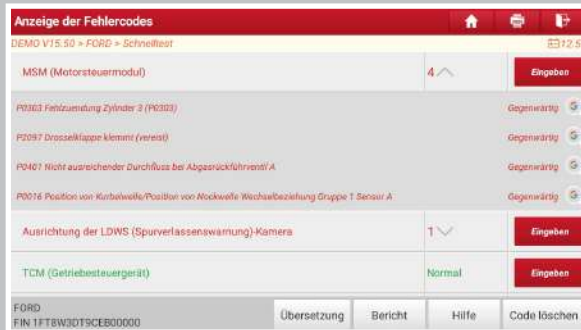 Anzeige der Fehlercodes
DEMO V15.50 > FORD > Schnelltest
12.5
MSM (Motorsteuermodul) 4 Eingeben
P0303 Fehlzuendung Zylinder 3 (P0303) Gegenwärtig G
P2097 Drosselklappe klemmt (vereist) Gegenwärtig G
P0401 Nicht ausreichender Durchfluss bei Abgasrückführventil A Gegenwärtig G
P0016 Position von Kurbelwelle/Position von Nockwelle Wechselbeziehung Gruppe 1 Sensor A Gegenwärtig G
Ausrichtung der LDWS (Spurverlassenswarnung)-Kamera 1 Eingeben
TCM (Getriebesteuergerät) Normal Eingeben
FORD
FIN 1FT8W3DT9CEB00000
Übersetzung Bericht Hilfe Code löschen